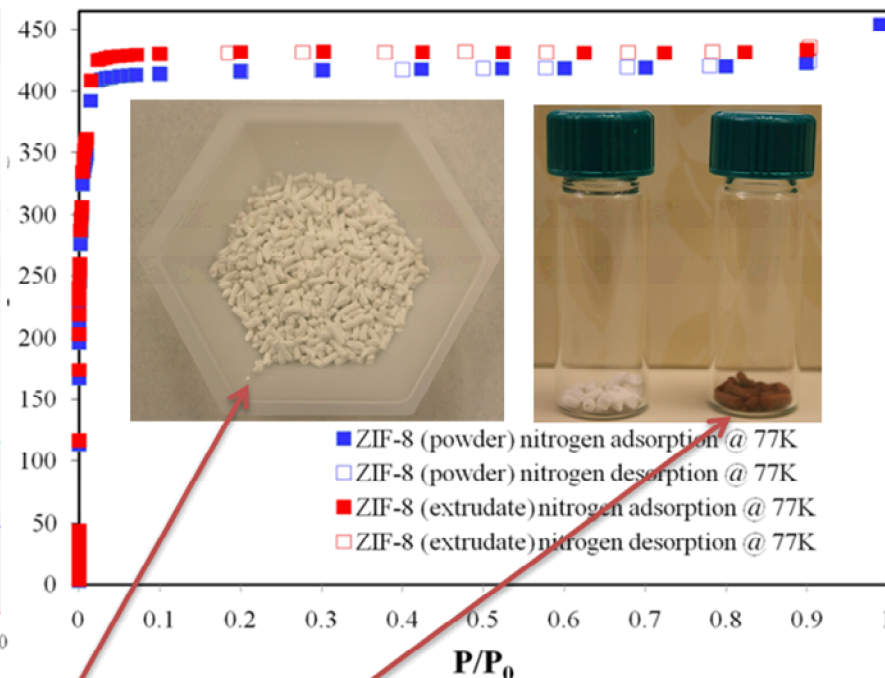 450
400
350
300
250
200
150
100
50
0
ZIF-8 (powder) nitrogen adsorption @ 77K
ZIF-8 (powder) nitrogen desorption @ 77K
ZIF-8 (extrudate) nitrogen adsorption @ 77K
ZIF-8 (extrudate) nitrogen desorption @ 77K
0 0.1 0.2 0.3 0.4 0.5 0.6 0.7 0.8 0.9 1
P/P₀